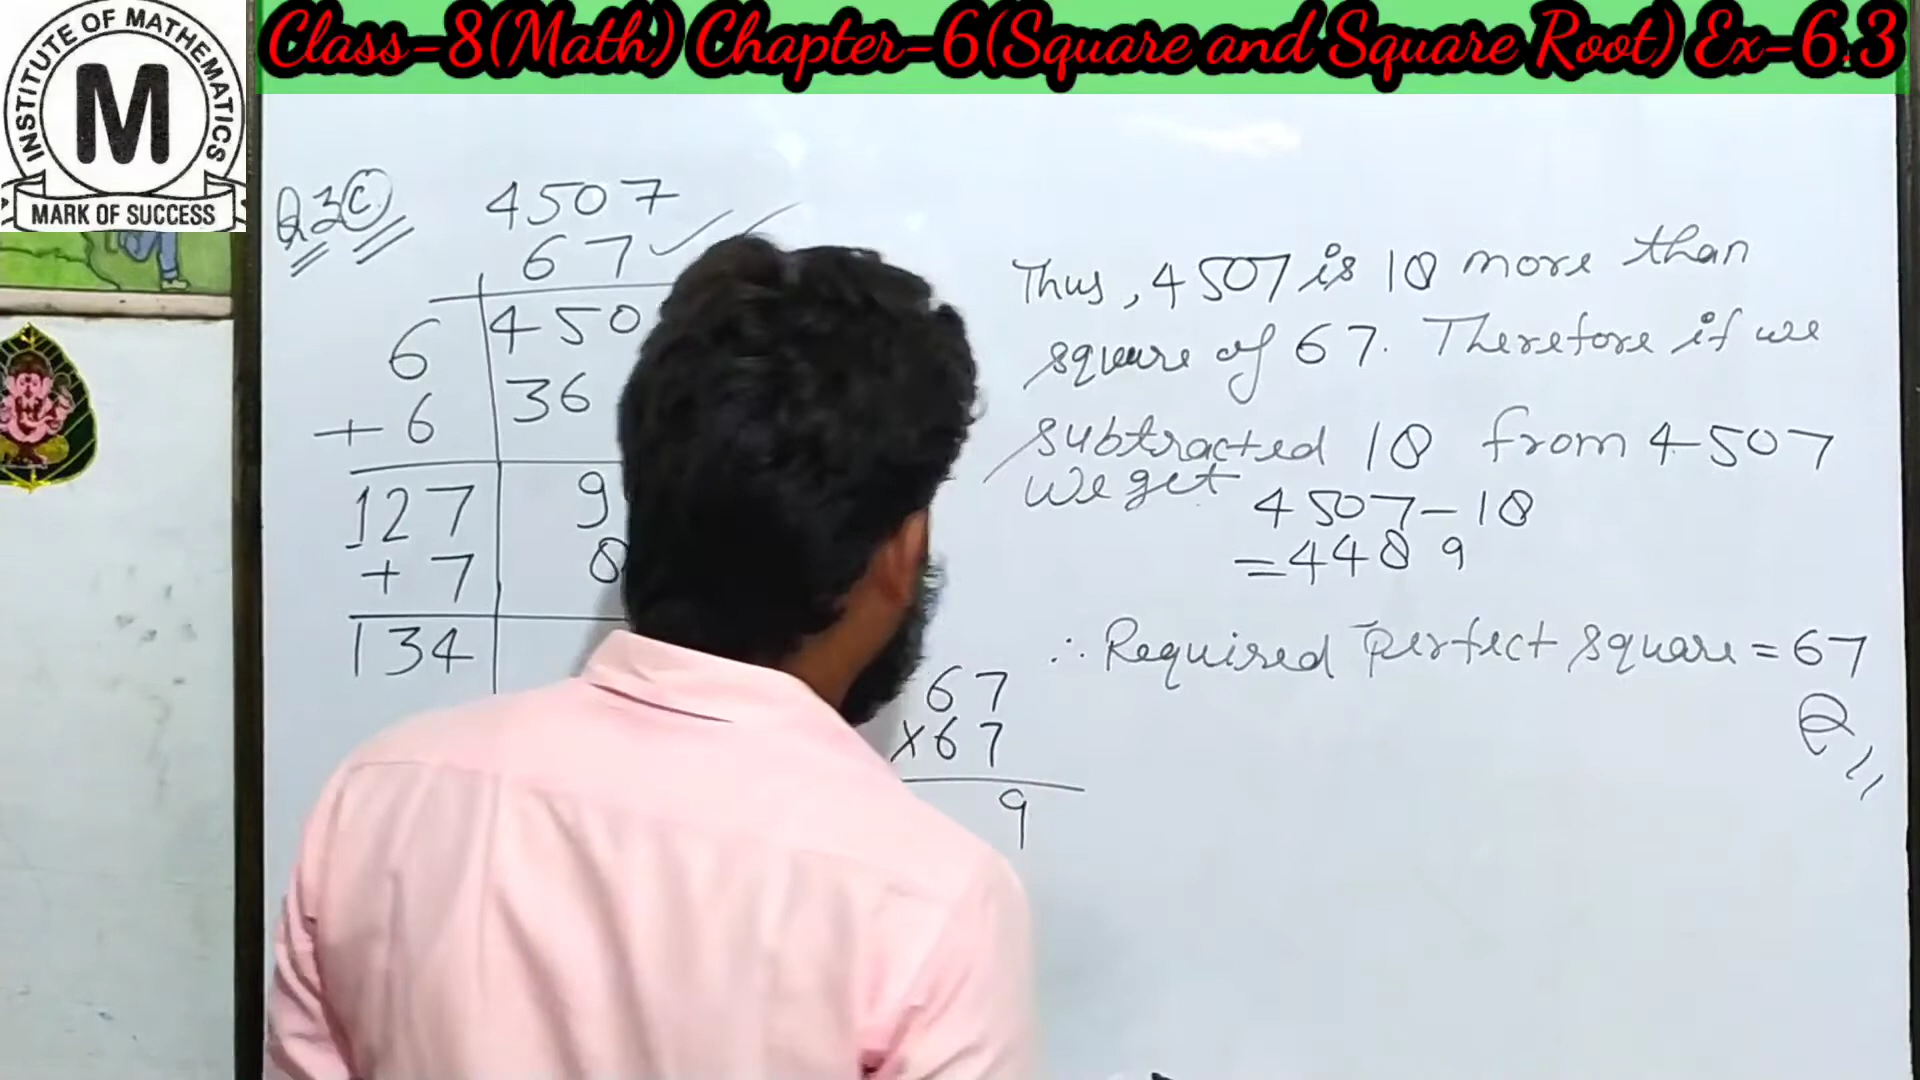 Class-8(Math) Chapter-6(Square and Square Root) Ex-6.3
INSTITUTE OF MATHEMATICS
M
MARK OF SUCCESS
Q3(C)
4507
67
6
450
+6
36
127
9
+7
8
134
67
×67
9
Thus, 4507 is 18 more than
square of 67. Therefore if we
subtracted 18 from 4507
we get
4507-18
=4489
∴ Required perfect square = 67